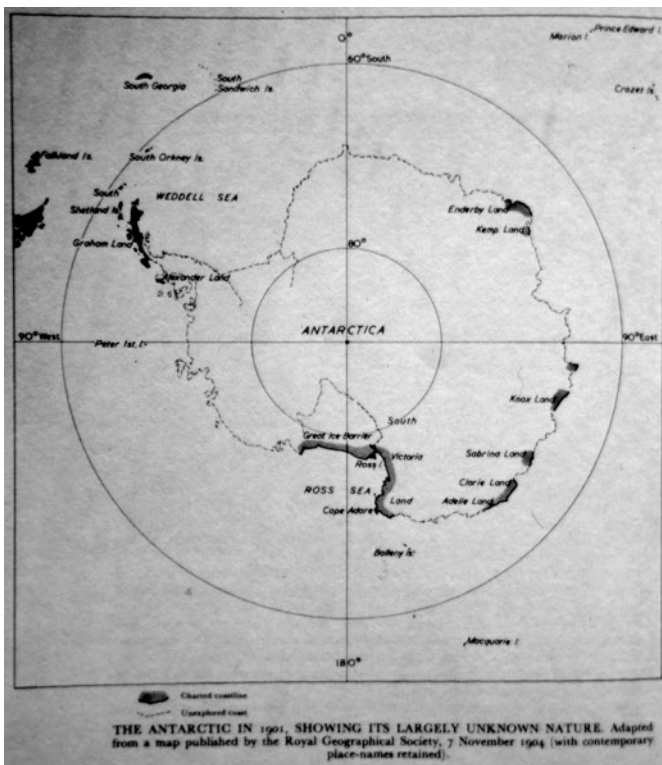 Prince Edward I.
Marion I.
0°
60° South
South Georgia
South
Sandwich Is.
Crozet Is.
Falkland Is.
South Orkney Is.
South
Shetland Is.
WEDDELL SEA
Enderby Land
Kemp Land
Graham Land
80°
Alexander Land
ANTARCTICA
90° West
Peter Ist. I.
90° East
Knox Land
South
Great Ice Barrier
Victoria
Sabrina Land
Ross I.
ROSS SEA
Land
Clarie Land
Adelie Land
Cape Adare
Balleny Is.
Macquarie I.
180°
Charted coastline
Unexplored coast
THE ANTARCTIC IN 1901, SHOWING ITS LARGELY UNKNOWN NATURE. Adapted
from a map published by the Royal Geographical Society, 7 November 1904 (with contemporary
place-names retained).